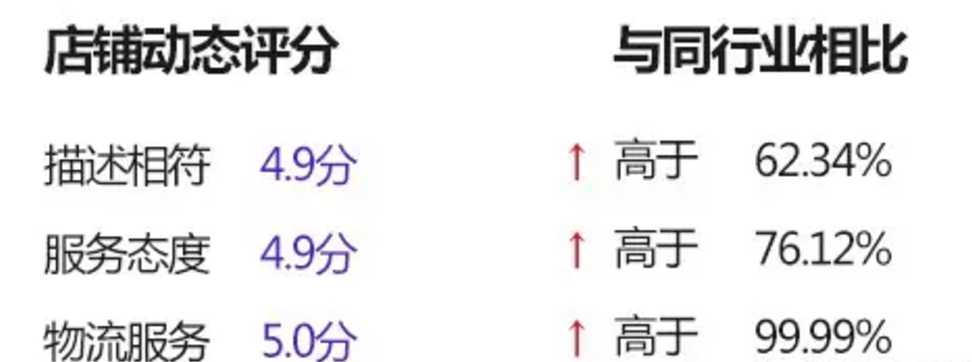 店铺动态评分 与同行业相比
描述相符 4.9分 ↑ 高于 62.34%
服务态度 4.9分 ↑ 高于 76.12%
物流服务 5.0分 ↑ 高于 99.99%